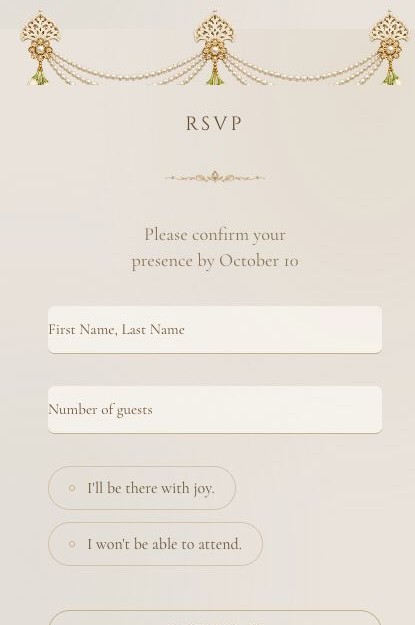 RSVP
Please confirm your
presence by October 10
First Name, Last Name
Number of guests
I'll be there with joy.
I won't be able to attend.